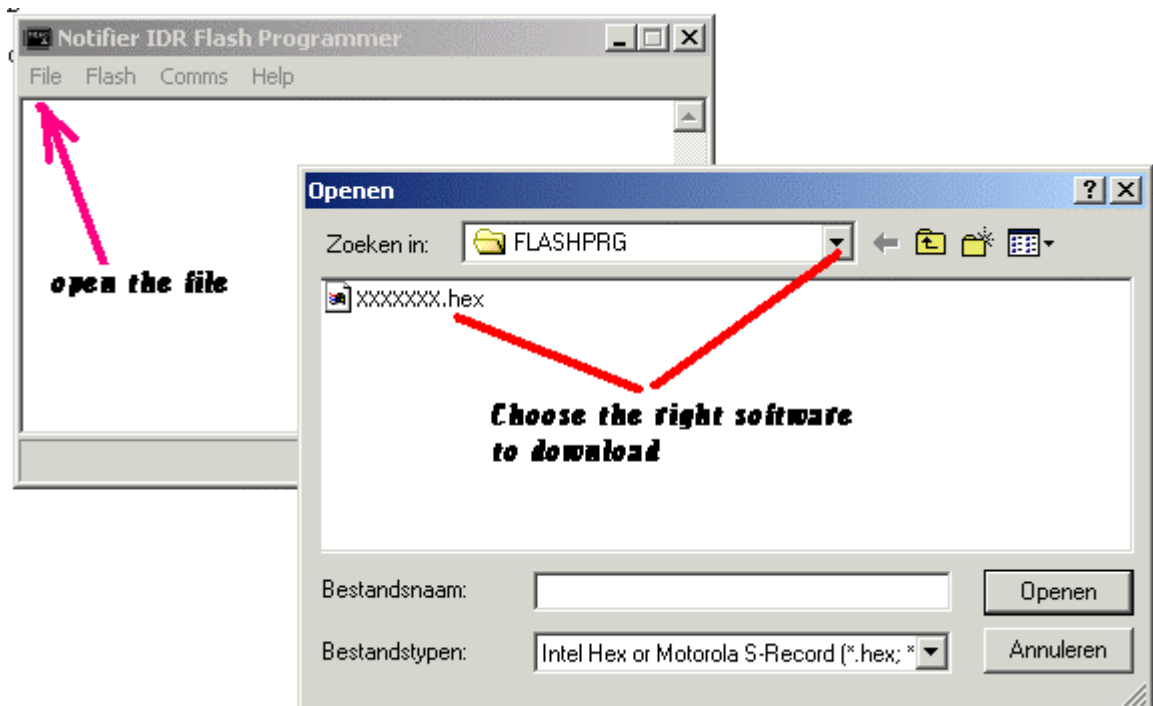 Notifier IDR Flash Programmer
File Flash Comms Help
open the file
Openen
Zoeken in: FLASHPRG
XXXXXXX.hex
Choose the right software
to download
Bestandsnaam: Openen
Bestandstypen: Intel Hex or Motorola S-Record (*.hex; * Annuleren